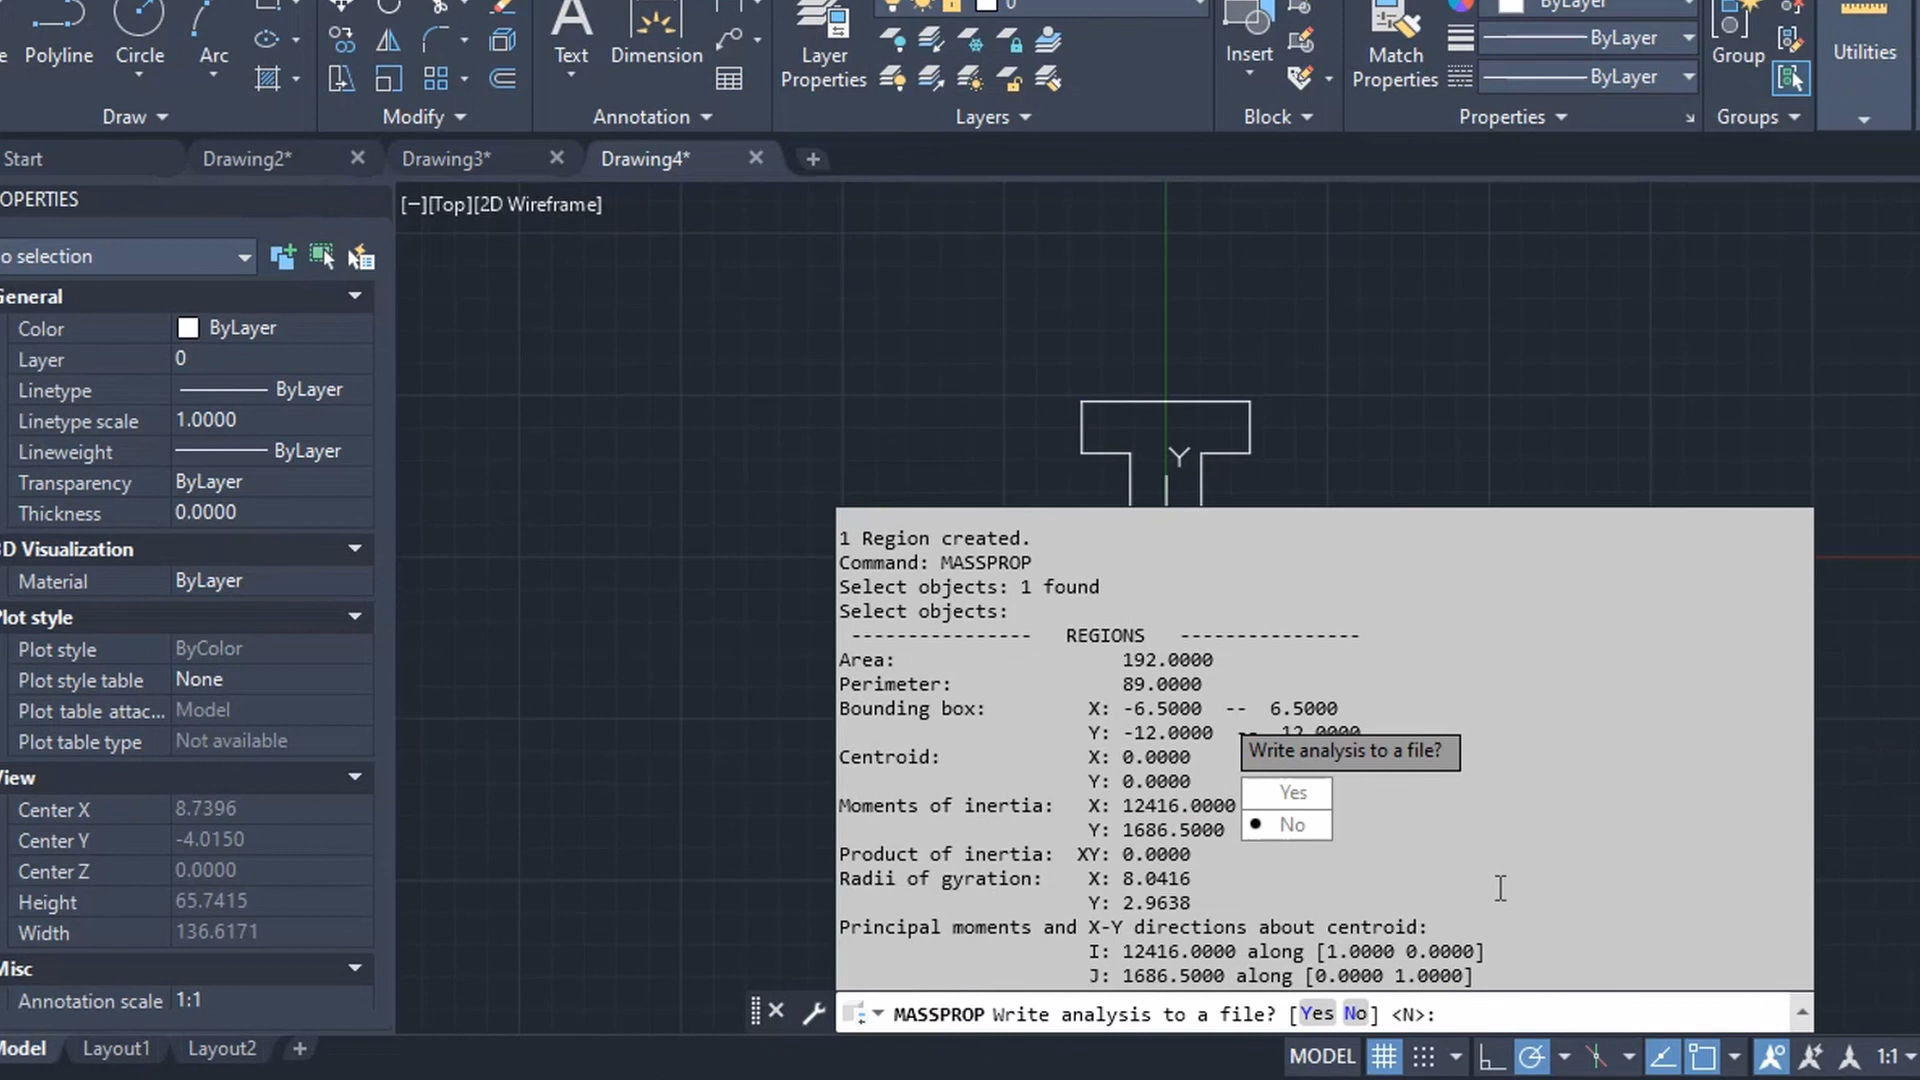 Polyline
Circle
Arc
Text
Dimension
Layer
Properties
0
Insert
Match
Properties
ByLayer
ByLayer
ByLayer
Group
Utilities
Draw
Modify
Annotation
Layers
Block
Properties
Groups
Start
Drawing2*
Drawing3*
Drawing4*
OPERTIES
[−][Top][2D Wireframe]
o selection
General
Color ByLayer
Layer 0
Linetype ByLayer
Linetype scale 1.0000
Lineweight ByLayer
Transparency ByLayer
Thickness 0.0000
3D Visualization
Material ByLayer
Plot style
Plot style ByColor
Plot style table None
Plot table attac... Model
Plot table type Not available
View
Center X 8.7396
Center Y -4.0150
Center Z 0.0000
Height 65.7415
Width 136.6171
Misc
Annotation scale 1:1
Y
1 Region created.
Command: MASSPROP
Select objects: 1 found
Select objects:
---------------- REGIONS ----------------
Area: 192.0000
Perimeter: 89.0000
Bounding box: X: -6.5000 -- 6.5000
Y: -12.0000 -- 12.0000
Centroid: X: 0.0000
Y: 0.0000
Moments of inertia: X: 12416.0000
Y: 1686.5000
Product of inertia: XY: 0.0000
Radii of gyration: X: 8.0416
Y: 2.9638
Principal moments and X-Y directions about centroid:
I: 12416.0000 along [1.0000 0.0000]
J: 1686.5000 along [0.0000 1.0000]
Write analysis to a file?
Yes
No
MASSPROP Write analysis to a file? [Yes No] <N>:
Model
Layout1
Layout2
MODEL
1:1